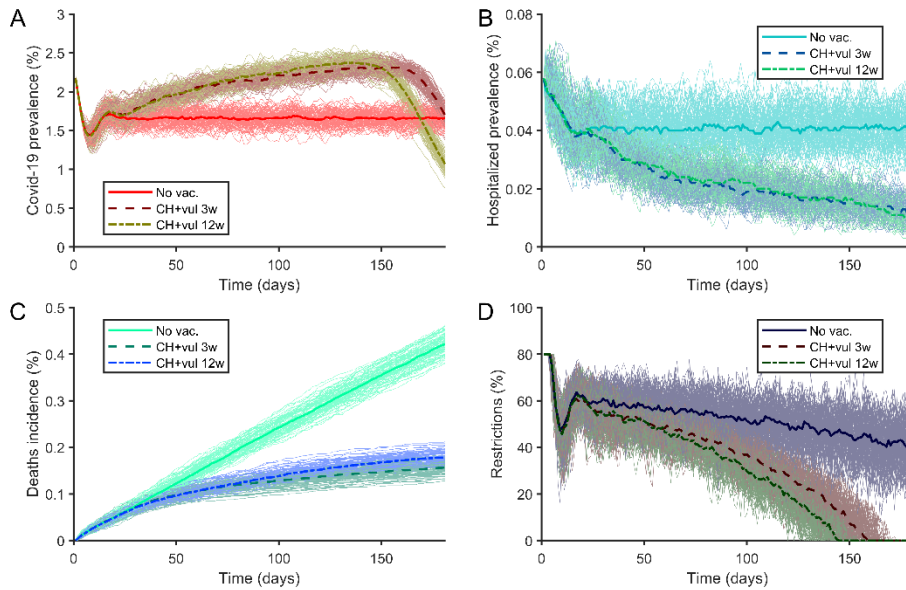 A
Covid-19 prevalence (%)
3
2.5
2
1.5
1
0.5
0
No vac.
CH+vul 3w
CH+vul 12w
0
50
100
150
Time (days)
B
Hospitalized prevalence (%)
0.08
0.06
0.04
0.02
0
No vac.
CH+vul 3w
CH+vul 12w
0
50
100
150
Time (days)
C
Deaths incidence (%)
0.5
0.4
0.3
0.2
0.1
0
No vac.
CH+vul 3w
CH+vul 12w
0
50
100
150
Time (days)
D
Restrictions (%)
100
80
60
40
20
0
No vac.
CH+vul 3w
CH+vul 12w
0
50
100
150
Time (days)